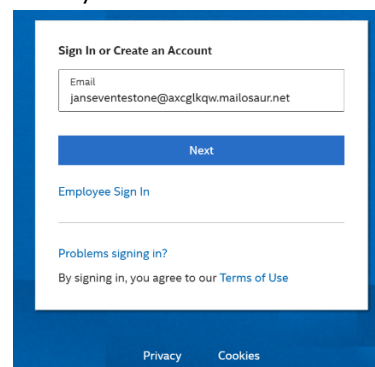 Sign In or Create an Account
Email
janseventestone@axcglkqw.mailosaur.net
Next
Employee Sign In
Problems signing in?
By signing in, you agree to our Terms of Use
Privacy Cookies